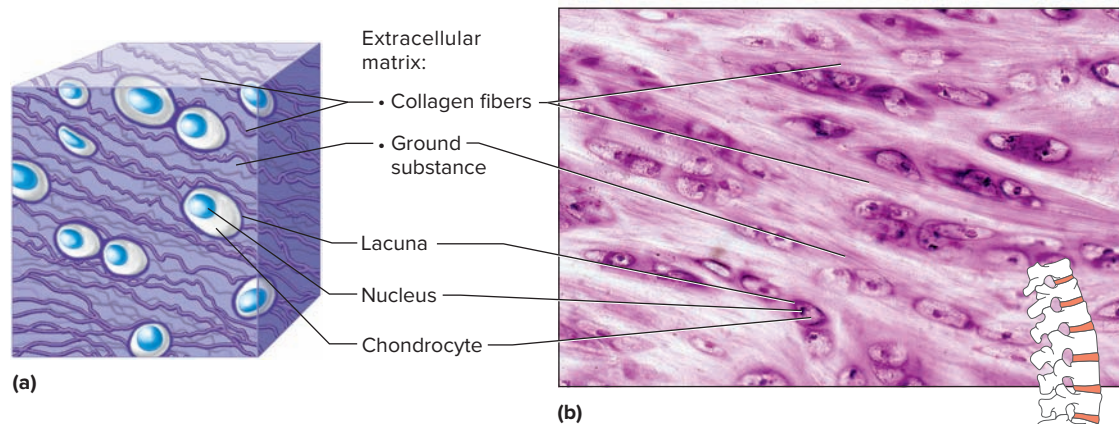 Extracellular
matrix:
• Collagen fibers
• Ground
substance
Lacuna
Nucleus
Chondrocyte
(a)
(b)